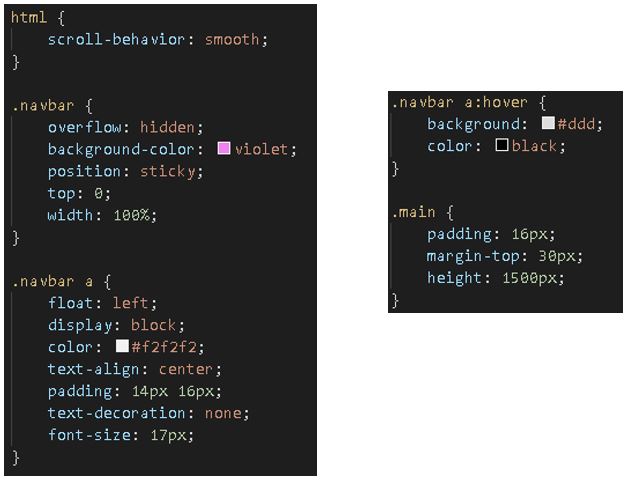 html {
    scroll-behavior: smooth;
}

.navbar {
    overflow: hidden;
    background-color: violet;
    position: sticky;
    top: 0;
    width: 100%;
}

.navbar a {
    float: left;
    display: block;
    color: #f2f2f2;
    text-align: center;
    padding: 14px 16px;
    text-decoration: none;
    font-size: 17px;
}

.navbar a:hover {
    background: #ddd;
    color: black;
}

.main {
    padding: 16px;
    margin-top: 30px;
    height: 1500px;
}